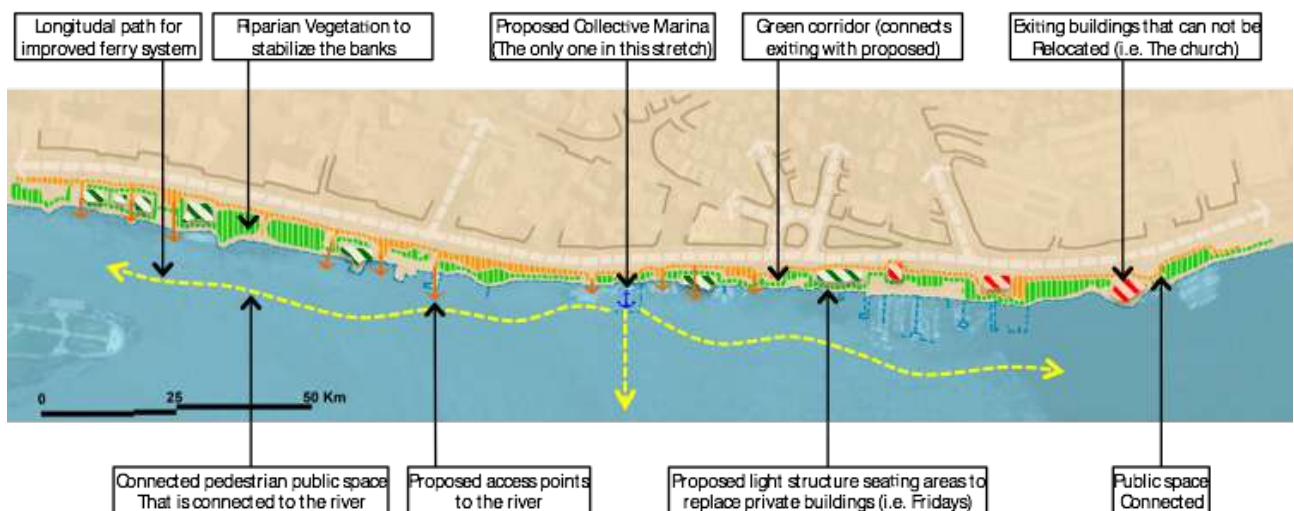 Longitudal path for
improved ferry system
Riparian Vegetation to
stabilize the banks
Proposed Collective Marina
(The only one in this stretch)
Green corridor (connects
exiting with proposed)
Exiting buildings that can not be
Relocated (i.e. The church)
0 25 50 Km
Connected pedestrian public space
That is connected to the river
Proposed access points
to the river
Proposed light structure seating areas to
replace private buildings (i.e. Fridays)
Public space
Connected